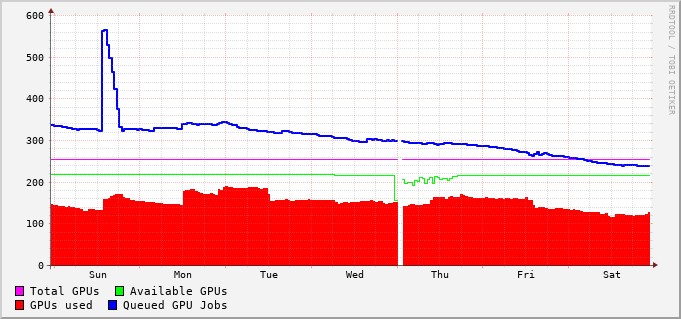 600
500
400
300
200
100
0
Sun Mon Tue Wed Thu Fri Sat
Total GPUs Available GPUs
GPUs used Queued GPU Jobs
RRDTOOL / TOBI OETIKER